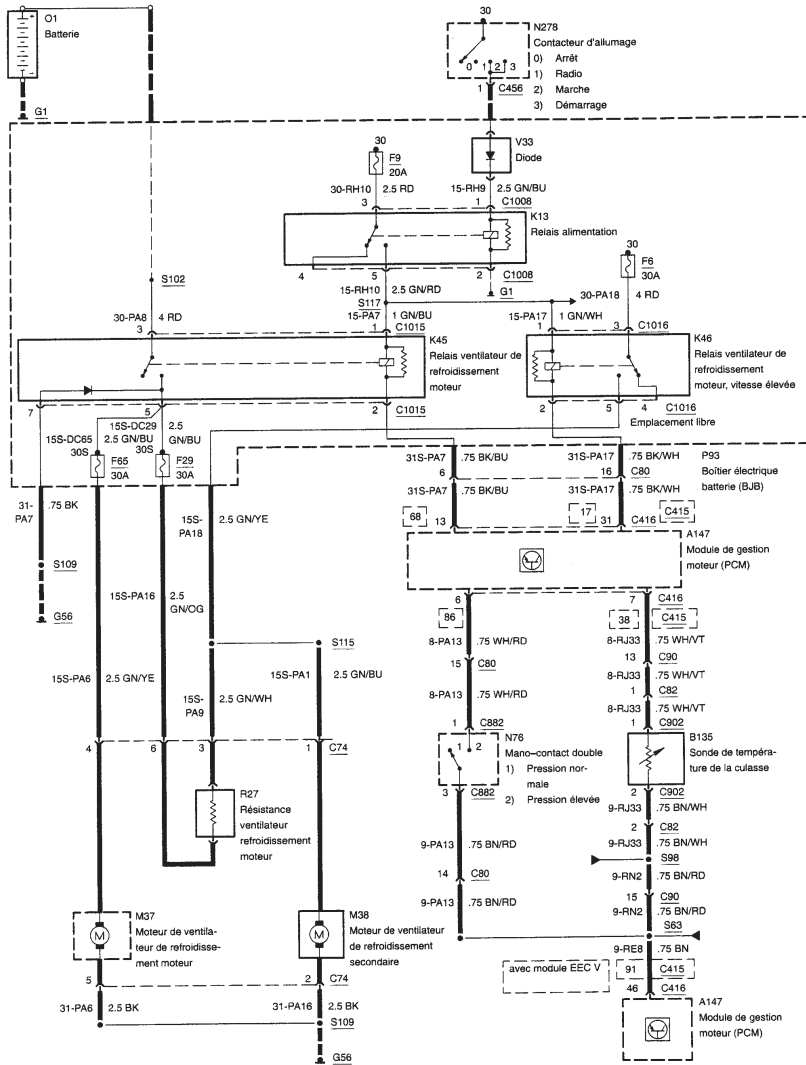 O1
Batterie
G1
30
N278
Contacteur d'allumage
0) Arrêt
1) Radio
2) Marche
3) Démarrage
0 1 2 3
1 C456
V33
Diode
30
F9
20A
30-RH10 2.5 RD
15-RH9 2.5 GN/BU
3 1 C1008
K13
Relais alimentation
4 5 2 C1008
G1
15-RH10 2.5 GN/RD
S117
15-PA7 1 GN/BU
30
F6
30A
S102
30-PA8 4 RD
30-PA18 4 RD
15-PA17 1 GN/WH
3 1 C1015
1 3 C1016
K45
Relais ventilateur de
refroidissement
moteur
K46
Relais ventilateur de
refroidissement
moteur, vitesse élevée
7 5 2 C1015
2 5 4 C1016
Emplacement libre
15S-DC65 2.5 GN/BU
30S
F65
30A
15S-DC29 2.5
30S GN/BU
F29
30A
31S-PA7 .75 BK/BU
31S-PA17 .75 BK/WH
6 16 C80
P93
Boîtier électrique
batterie (BJB)
31S-PA7 .75 BK/BU
31S-PA17 .75 BK/WH
68 13
17 31 C416 C415
A147
Module de gestion
moteur (PCM)
31-
PA7
.75 BK
15S-
PA18
2.5 GN/YE
S109
G56
15S-PA16 2.5
GN/OG
S115
15S-PA6 2.5 GN/YE
15S-
PA9
2.5 GN/WH
15S-PA1 2.5 GN/BU
4 6 3 1 C74
R27
Résistance
ventilateur
refroidissement
moteur
6 7 C416
86 38 C415
8-PA13 .75 WH/RD
8-RJ33 .75 WH/VT
15 C80
13 C90
8-PA13 .75 WH/RD
8-RJ33 .75 WH/VT
1 C82
8-RJ33 .75 WH/VT
1 C882
1 C902
N76
Mano–contact double
1) Pression nor-
male
2) Pression élevée
1 2
B135
Sonde de tempéra-
ture de la culasse
3 C882
2 C902
9-RJ33 .75 BN/WH
2 C82
9-PA13 .75 BN/RD
9-RJ33 .75 BN/WH
S98
14 C80
9-RN2 .75 BN/RD
15 C90
9-PA13 .75 BN/RD
9-RN2 .75 BN/RD
S63
9-RE8 .75 BN
avec module EEC V
91 C415
46 C416
A147
Module de gestion
moteur (PCM)
M37
Moteur de ventila-
teur de refroidisse-
ment moteur
M
M38
Moteur de ventilateur
de refroidissement
secondaire
M
5 2 C74
31-PA6 2.5 BK
31-PA16 2.5 BK
S109
G56